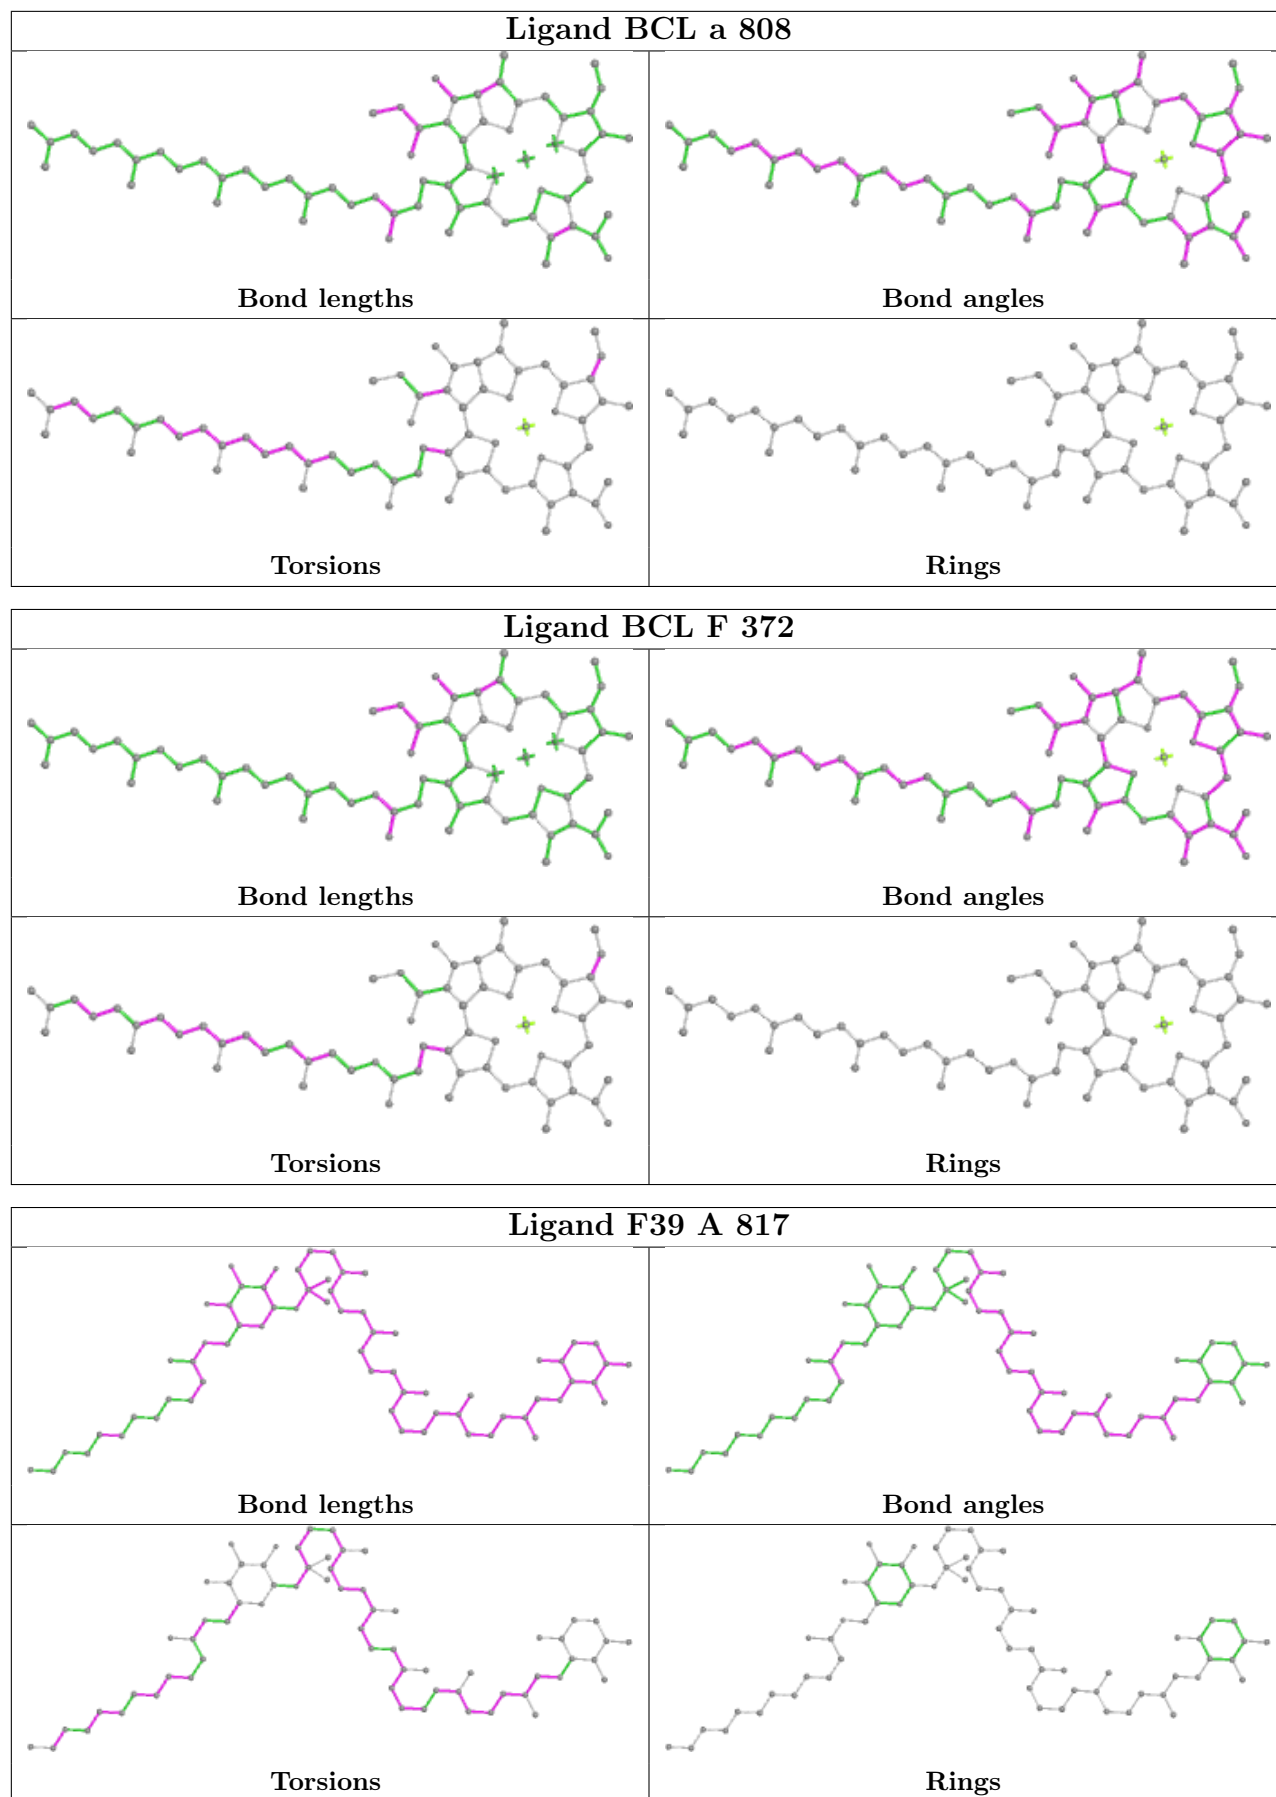 Ligand BCL a 808
Bond lengths
Bond angles
Torsions
Rings
Ligand BCL F 372
Bond lengths
Bond angles
Torsions
Rings
Ligand F39 A 817
Bond lengths
Bond angles
Torsions
Rings